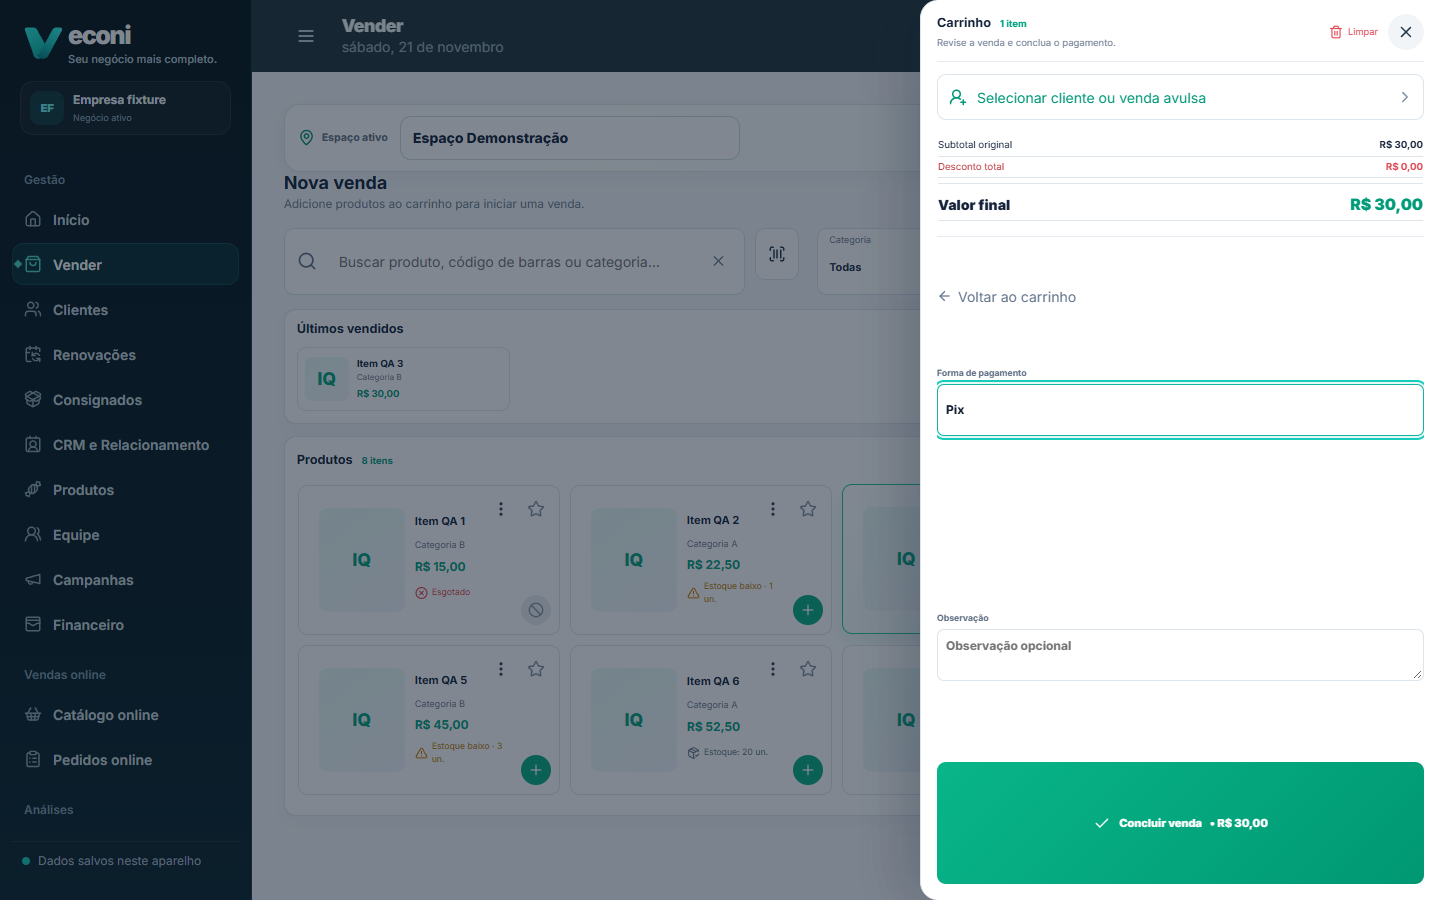 econi
Seu negócio mais completo.
EF
Empresa fixture
Negócio ativo
Gestão
Início
Vender
Clientes
Renovações
Consignados
CRM e Relacionamento
Produtos
Equipe
Campanhas
Financeiro
Vendas online
Catálogo online
Pedidos online
Análises
Dados salvos neste aparelho
Vender
sábado, 21 de novembro
Espaço ativo
Espaço Demonstração
Nova venda
Adicione produtos ao carrinho para iniciar uma venda.
Buscar produto, código de barras ou categoria...
Categoria
Todas
Últimos vendidos
IQ
Item QA 3
Categoria B
R$ 30,00
Produtos 8 itens
IQ
Item QA 1
Categoria B
R$ 15,00
Esgotado
IQ
Item QA 2
Categoria A
R$ 22,50
Estoque baixo · 1
un.
IQ
IQ
Item QA 5
Categoria B
R$ 45,00
Estoque baixo · 3
un.
IQ
Item QA 6
Categoria A
R$ 52,50
Estoque: 20 un.
IQ
Carrinho 1 item
Revise a venda e conclua o pagamento.
Limpar
Selecionar cliente ou venda avulsa
Subtotal original R$ 30,00
Desconto total R$ 0,00
Valor final R$ 30,00
Voltar ao carrinho
Forma de pagamento
Pix
Observação
Observação opcional
Concluir venda • R$ 30,00